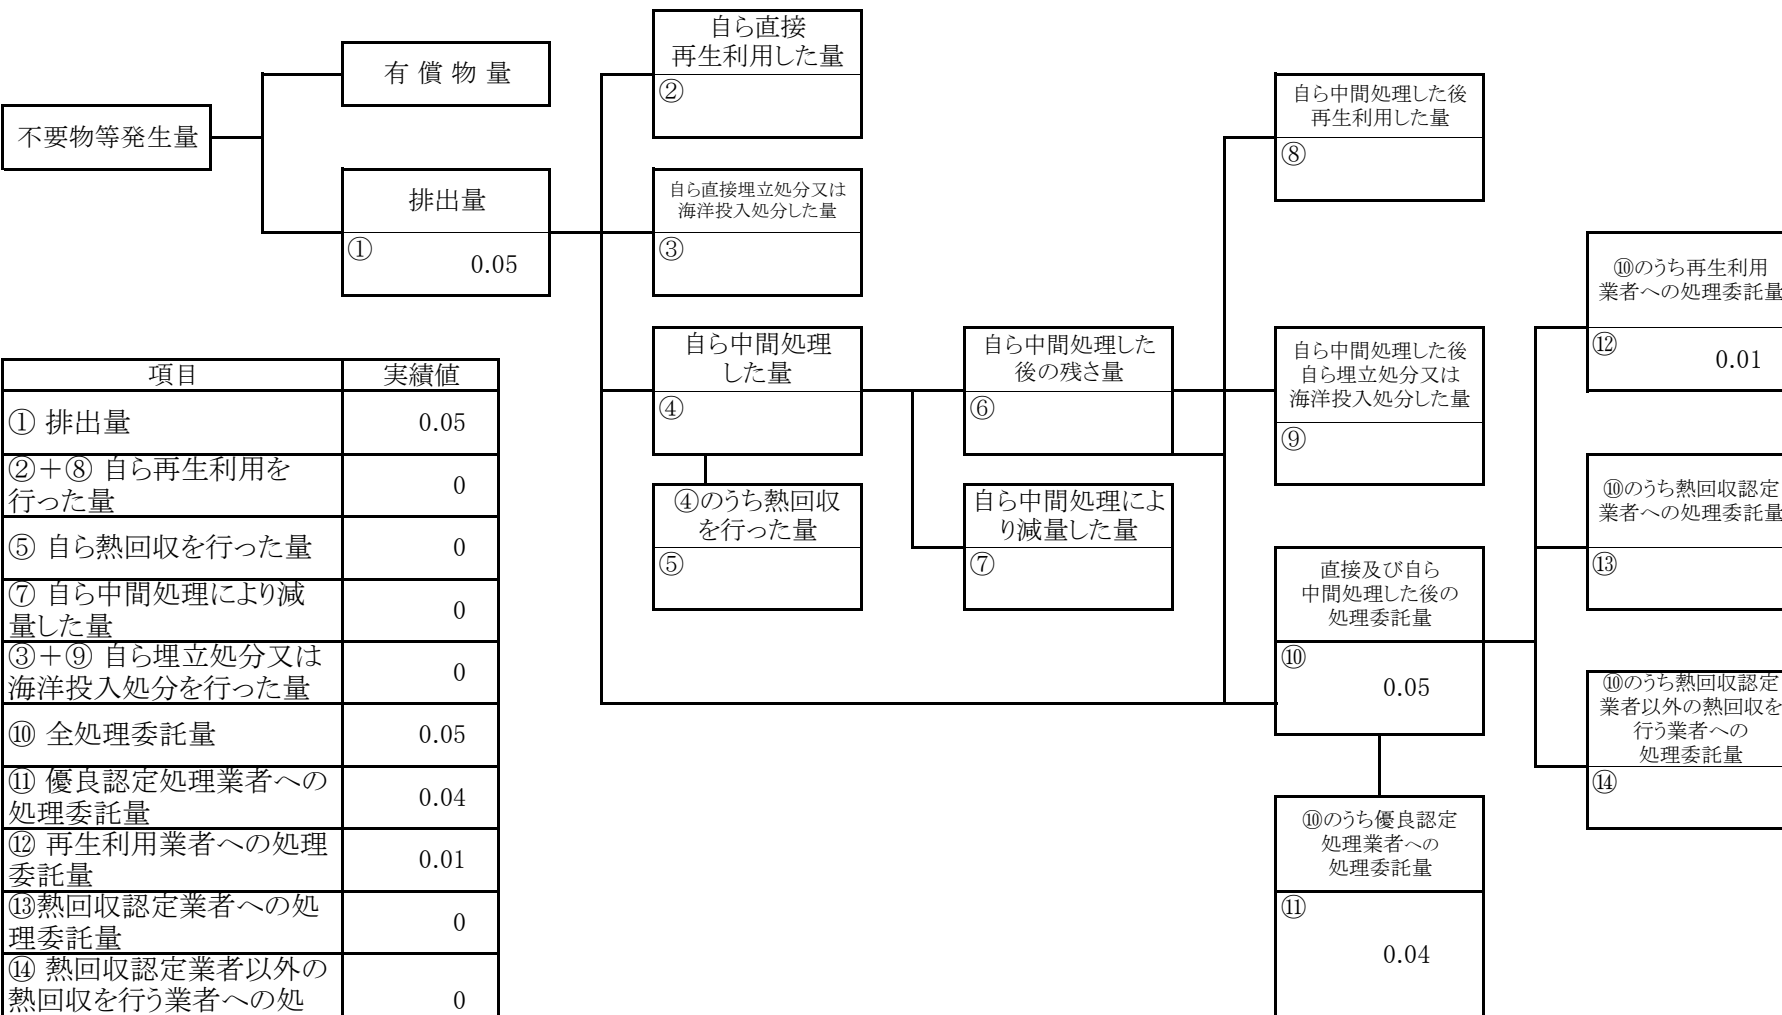 自ら直接
再生利用した量
②
有 償 物 量
不要物等発生量
自ら中間処理した後
再生利用した量
⑧
排出量
① 0.05
自ら直接埋立処分又は
海洋投入処分した量
③
⑩のうち再生利用
業者への処理委託量
⑫ 0.01
自ら中間処理
した量
④
自ら中間処理した
後の残さ量
⑥
自ら中間処理した後
自ら埋立処分又は
海洋投入処分した量
⑨
④のうち熱回収
を行った量
⑤
自ら中間処理によ
り減量した量
⑦
⑩のうち熱回収認定
業者への処理委託量
⑬
直接及び自ら
中間処理した後の
処理委託量
⑩ 0.05
⑩のうち熱回収認定
業者以外の熱回収を
行う業者への
処理委託量
⑭
⑩のうち優良認定
処理業者への
処理委託量
⑪ 0.04
項目 実績値
① 排出量 0.05
②＋⑧ 自ら再生利用を
行った量 0
⑤ 自ら熱回収を行った量 0
⑦ 自ら中間処理により減
量した量 0
③＋⑨ 自ら埋立処分又は
海洋投入処分を行った量 0
⑩ 全処理委託量 0.05
⑪ 優良認定処理業者への
処理委託量 0.04
⑫ 再生利用業者への処理
委託量 0.01
⑬熱回収認定業者への処
理委託量 0
⑭ 熱回収認定業者以外の
熱回収を行う業者への処 0